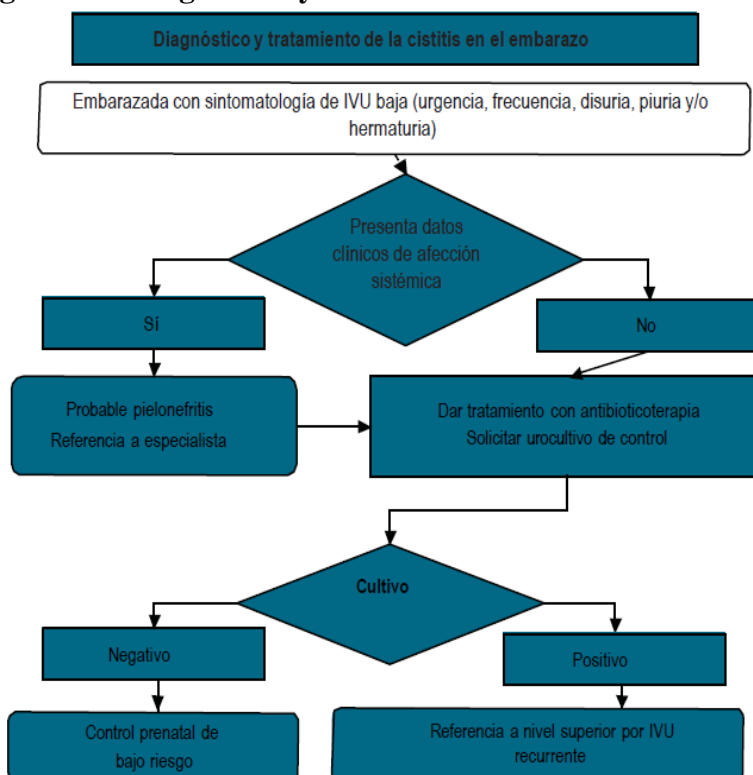 Diagnóstico y tratamiento de la cistitis en el embarazo
Embarazada con sintomatología de IVU baja (urgencia, frecuencia, disuria, piuria y/o
hermaturia)
Presenta datos
clínicos de afección
sistémica
Sí
No
Probable pielonefritis
Referencia a especialista
Dar tratamiento con antibioticoterapia
Solicitar urocultivo de control
Cultivo
Negativo
Positivo
Control prenatal de
bajo riesgo
Referencia a nivel superior por IVU
recurrente